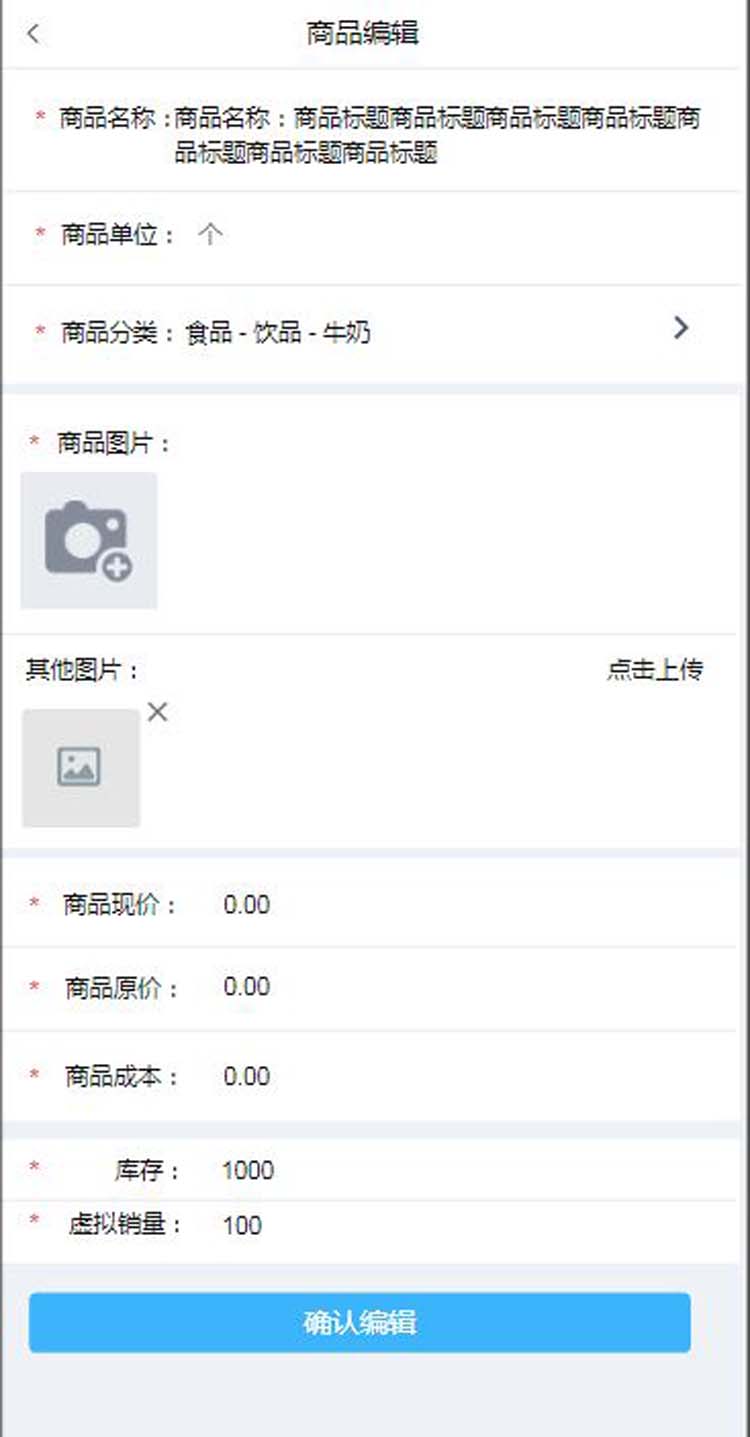 商品编辑
* 商品名称：商品名称：商品标题商品标题商品标题商品标题商
品标题商品标题商品标题
* 商品单位： 个
* 商品分类： 食品 - 饮品 - 牛奶
* 商品图片：
其他图片： 点击上传
* 商品现价： 0.00
* 商品原价： 0.00
* 商品成本： 0.00
* 库存： 1000
* 虚拟销量： 100
确认编辑